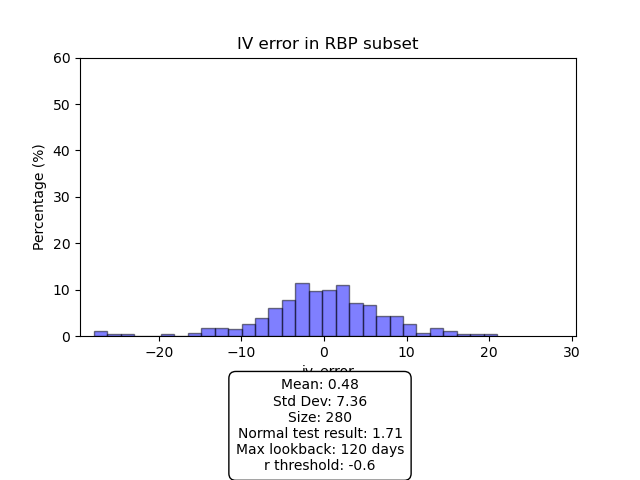 IV error in RBP subset
60
50
40
30
20
10
0
Percentage (%)
−20
−10
0
10
20
30
iv_error
Mean: 0.48
Std Dev: 7.36
Size: 280
Normal test result: 1.71
Max lookback: 120 days
r threshold: -0.6